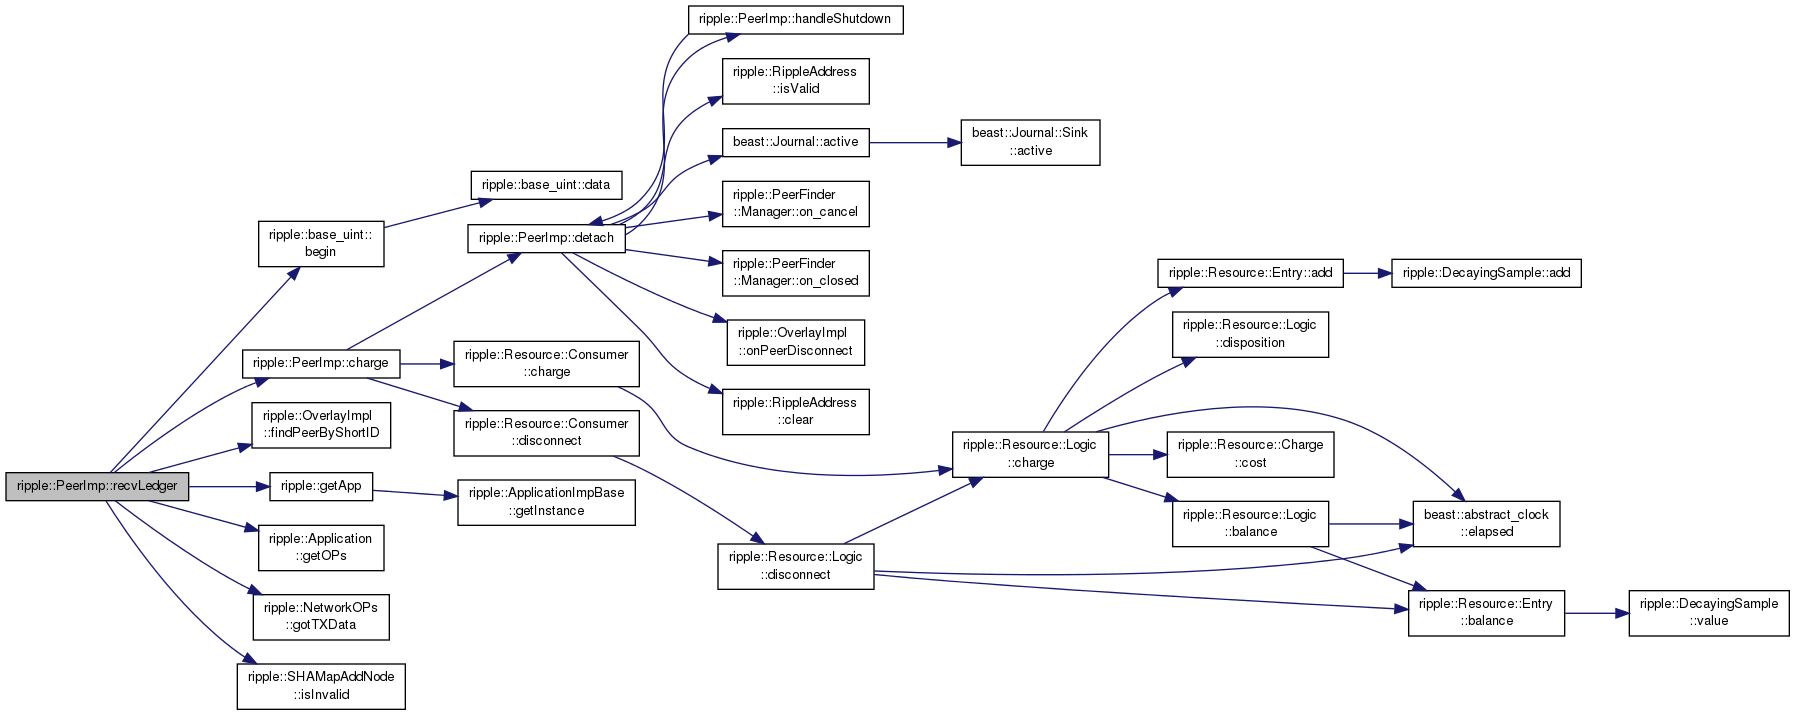 ripple::PeerImp::recvLedger
ripple::base_uint::
begin
ripple::PeerImp::charge
ripple::OverlayImpl
::findPeerByShortID
ripple::getApp
ripple::Application
::getOPs
ripple::NetworkOPs
::gotTXData
ripple::SHAMapAddNode
::isInvalid
ripple::base_uint::data
ripple::PeerImp::detach
ripple::Resource::Consumer
::charge
ripple::Resource::Consumer
::disconnect
ripple::ApplicationImpBase
::getInstance
ripple::PeerImp::handleShutdown
ripple::RippleAddress
::isValid
beast::Journal::active
ripple::PeerFinder
::Manager::on_cancel
ripple::PeerFinder
::Manager::on_closed
ripple::OverlayImpl
::onPeerDisconnect
ripple::RippleAddress
::clear
ripple::Resource::Logic
::disconnect
beast::Journal::Sink
::active
ripple::Resource::Logic
::charge
ripple::Resource::Entry::add
ripple::Resource::Logic
::disposition
ripple::Resource::Charge
::cost
ripple::Resource::Logic
::balance
ripple::DecayingSample::add
beast::abstract_clock
::elapsed
ripple::Resource::Entry
::balance
ripple::DecayingSample
::value